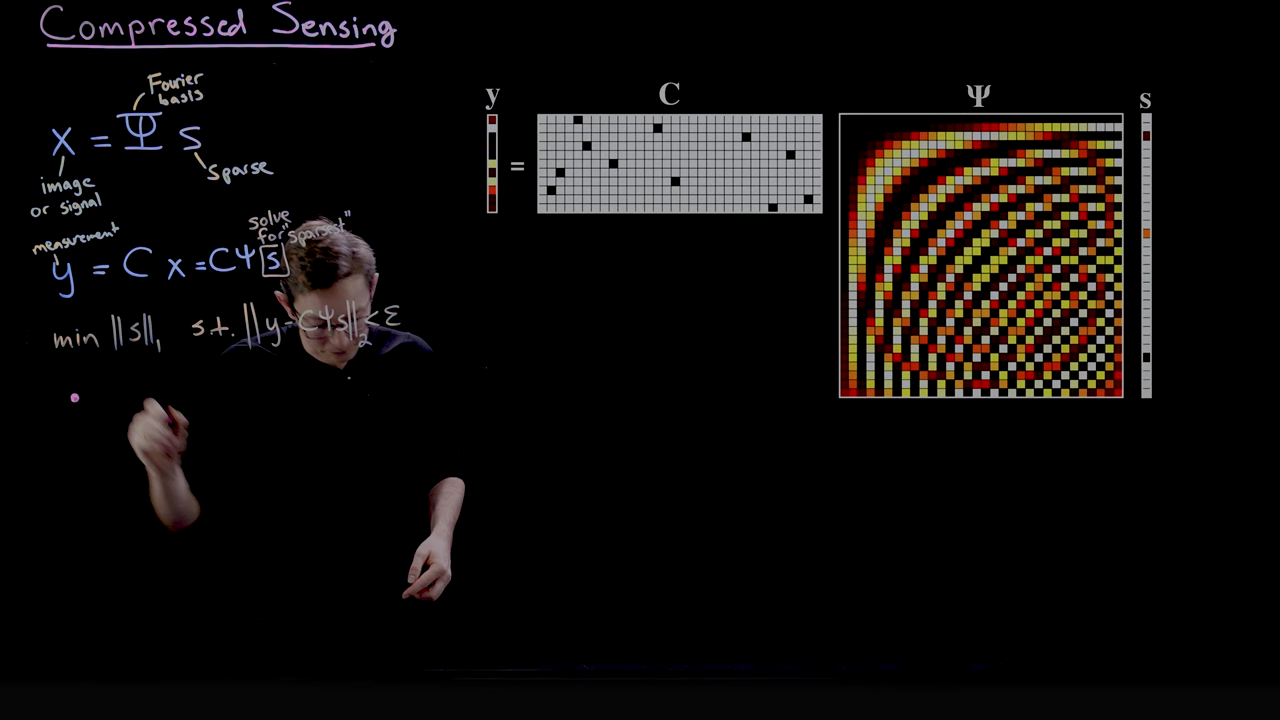 Compressed Sensing
Fourier
basis
x = Ψ s
image
or signal
sparse
measurement
solve
for "sparsest"
y = C x = CΨ s
min ||s||₁ s.t. ||y-CΨs||₂ < ε
y = C Ψ s